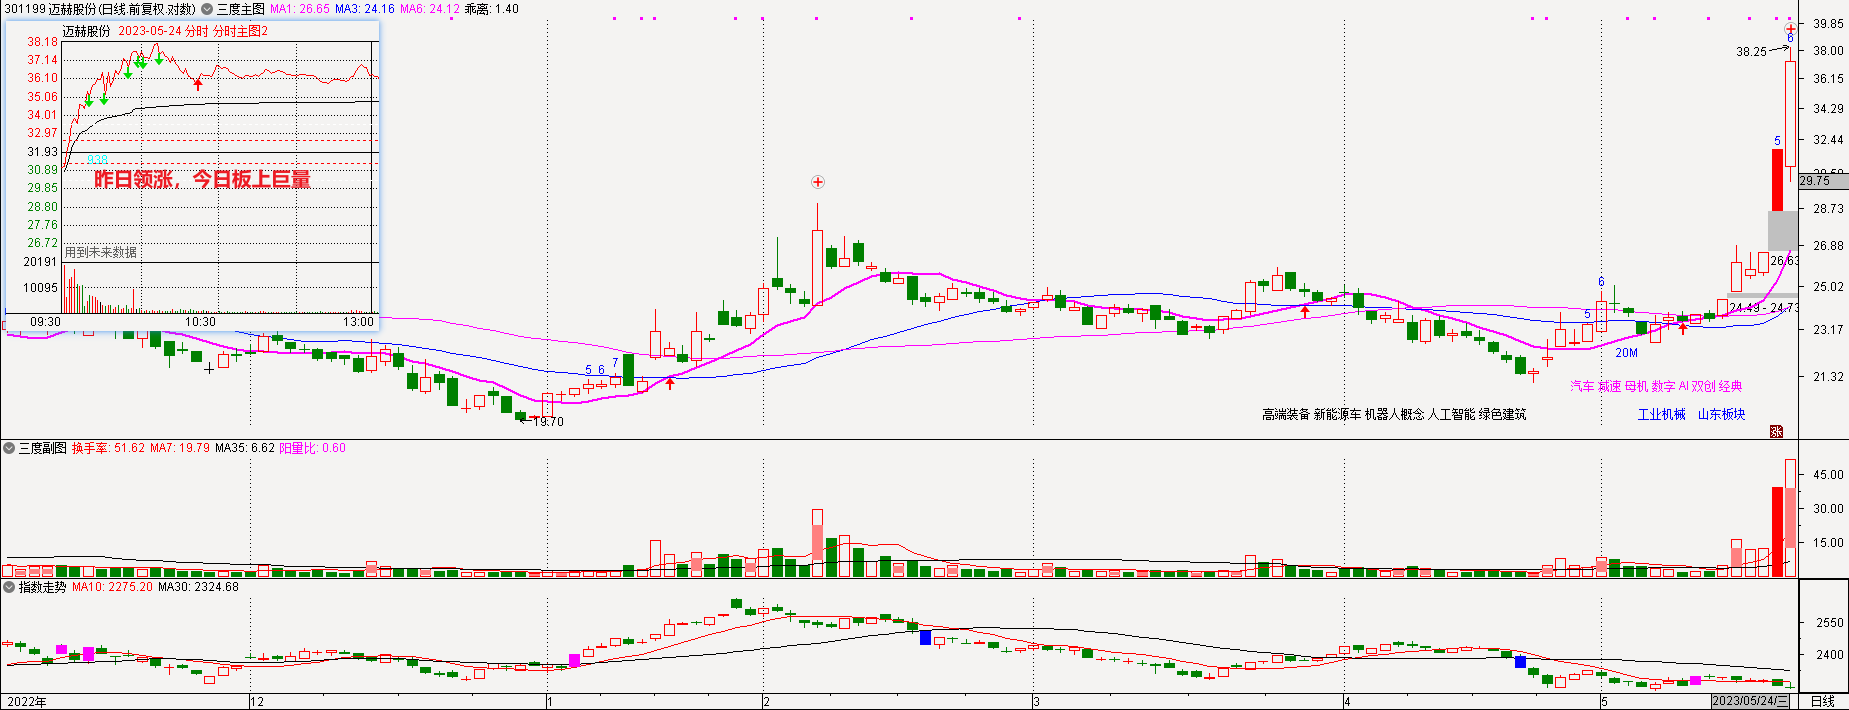 301199 迈赫股份(日线.前复权.对数) 三度主图 MA1: 26.65 MA3: 24.16 MA6: 24.12 乖离: 1.40
迈赫股份 2023-05-24 分时 分时主图2
38.18
37.14
36.10
35.06
34.01
32.97
31.93
30.89
29.85
28.80
27.76
26.72
20191
10095
930
昨日领涨，今日板上巨量
用到未来数据
09:30 10:30 13:00
39.85
38.00
36.15
34.29
32.44
29.75
28.73
26.88
25.02
23.17
21.32
38.25
6
5
26.63
24.49-24.73
6
5
20M
5 6 7
19.70
汽车 减速 母机 数字 AI 双创 经典
高端装备 新能源车 机器人概念 人工智能 绿色建筑
工业机械 山东板块
涨
三度副图 换手率: 51.62 MA7: 19.79 MA35: 6.62 阳量比: 0.60
45.00
30.00
15.00
指数走势 MA10: 2275.20 MA30: 2324.68
2550
2400
2022年 12 1 2 3 4 5 2023/05/24/三 日线